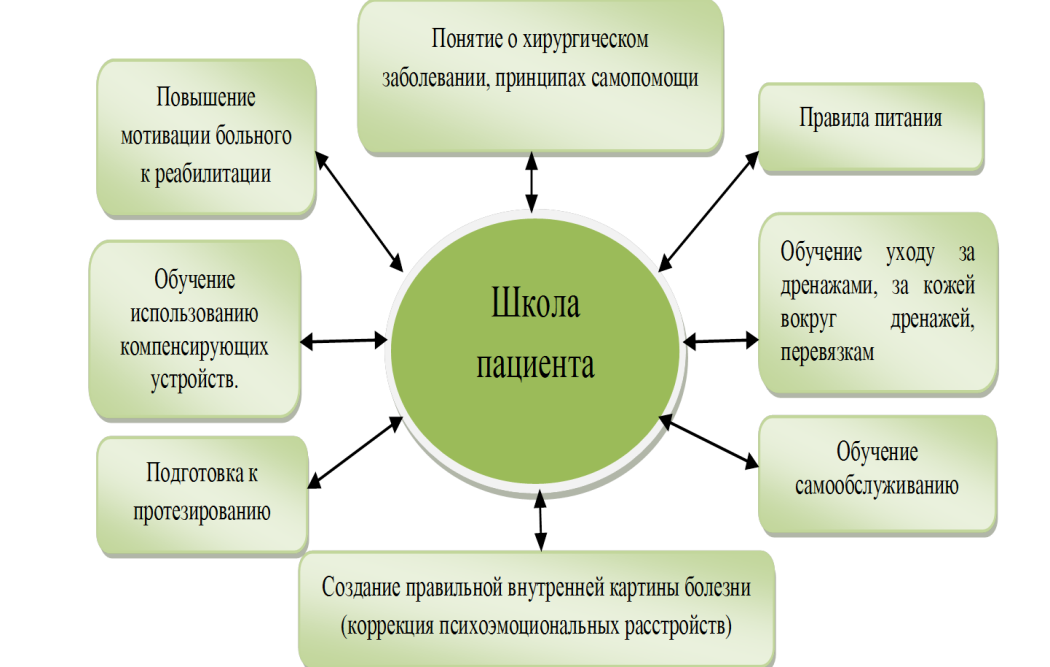 Понятие о хирургическом
заболевании, принципах самопомощи
Повышение
мотивации больного
к реабилитации
Правила питания
Обучение
использованию
компенсирующих
устройств.
Школа
пациента
Обучение уходу за
дренажами, за кожей
вокруг дренажей,
перевязкам
Подготовка к
протезированию
Обучение
самообслуживанию
Создание правильной внутренней картины болезни
(коррекция психоэмоциональных расстройств)